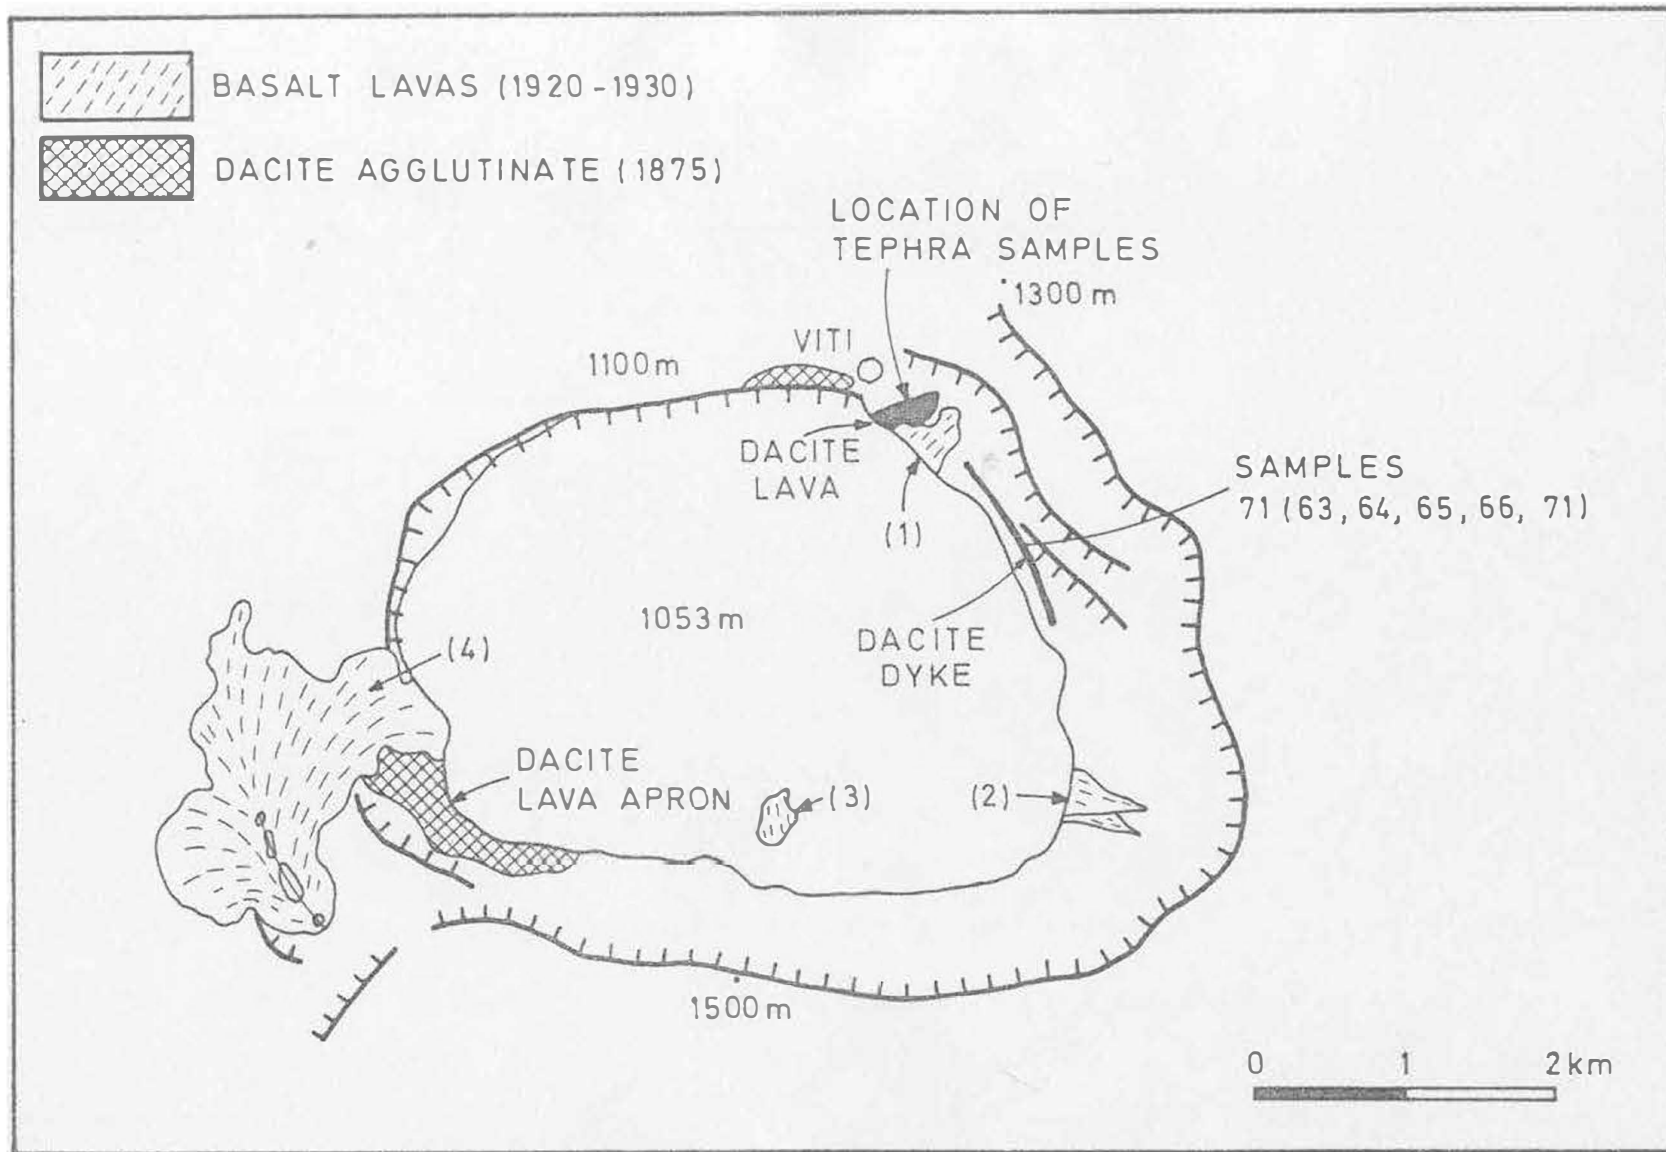 BASALT LAVAS (1920-1930)
DACITE AGGLUTINATE (1875)
LOCATION OF
TEPHRA SAMPLES
1300 m
VITI
1100 m
DACITE
LAVA
(1)
SAMPLES
71 (63, 64, 65, 66, 71)
1053 m
DACITE
DYKE
(4)
DACITE
LAVA APRON
(3)
(2)
1500 m
0 1 2 km